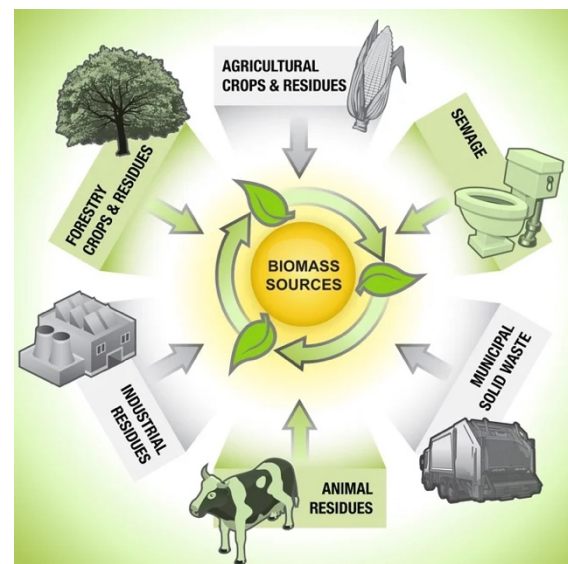 AGRICULTURAL
CROPS & RESIDUES
SEWAGE
MUNICIPAL
SOLID WASTE
ANIMAL
RESIDUES
INDUSTRIAL
RESIDUES
FORESTRY
CROPS & RESIDUES
BIOMASS
SOURCES